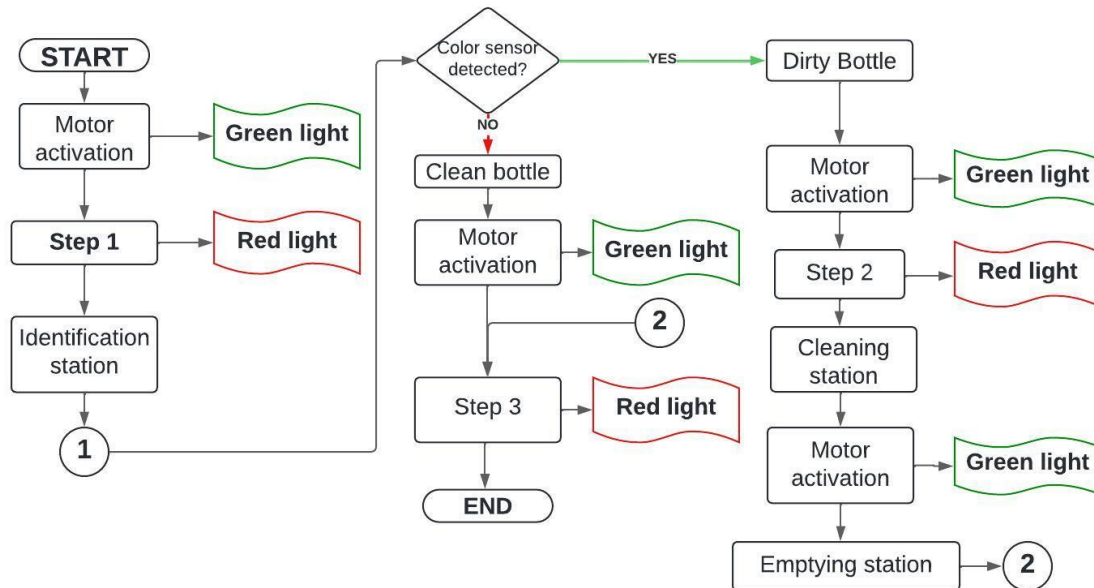 START
Motor
activation
Green light
Step 1
Red light
Identification
station
1
Color sensor
detected?
YES
NO
Clean bottle
Motor
activation
Green light
2
Step 3
Red light
END
Dirty Bottle
Motor
activation
Green light
Step 2
Red light
Cleaning
station
Motor
activation
Green light
Emptying station
2